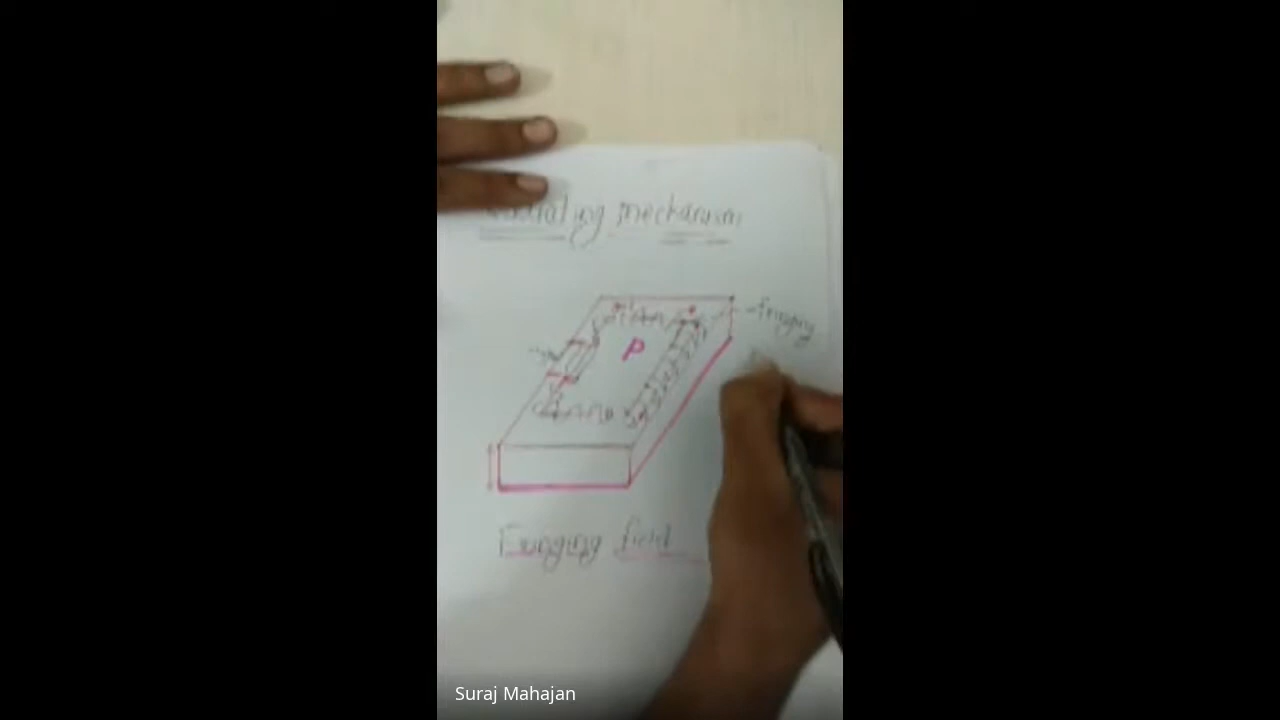 mechanism
fringing
P
Fringing field
Suraj Mahajan